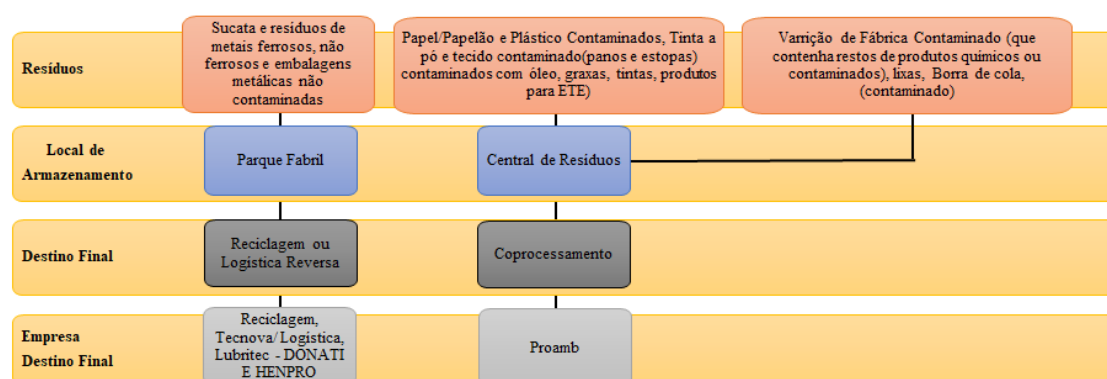 Resíduos
Sucata e resíduos de
metais ferrosos, não
ferrosos e embalagens
metálicas não
contaminadas
Papel/Papelão e Plástico Contaminados, Tinta a
pó e tecido contaminado(panos e estopas)
contaminados com óleo, graxas, tintas, produtos
para ETE)
Varrição de Fábrica Contaminado (que
contenha restos de produtos químicos ou
contaminados), lixas, Borra de cola,
(contaminado)
Local de
Armazenamento
Parque Fabril
Central de Resíduos
Destino Final
Reciclagem ou
Logística Reversa
Coprocessamento
Empresa
Destino Final
Reciclagem,
Tecnova/Logística,
Lubritec - DONATI
E HENPRO
Proamb